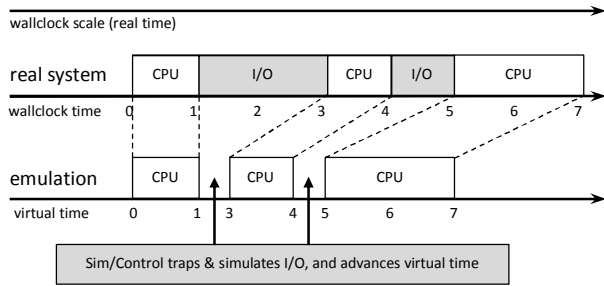 wallclock scale (real time)
real system
CPU
I/O
CPU
I/O
CPU
wallclock time
0 1 2 3 4 5 6 7
emulation
CPU
CPU
CPU
virtual time
0 1 3 4 5 6 7
Sim/Control traps & simulates I/O, and advances virtual time